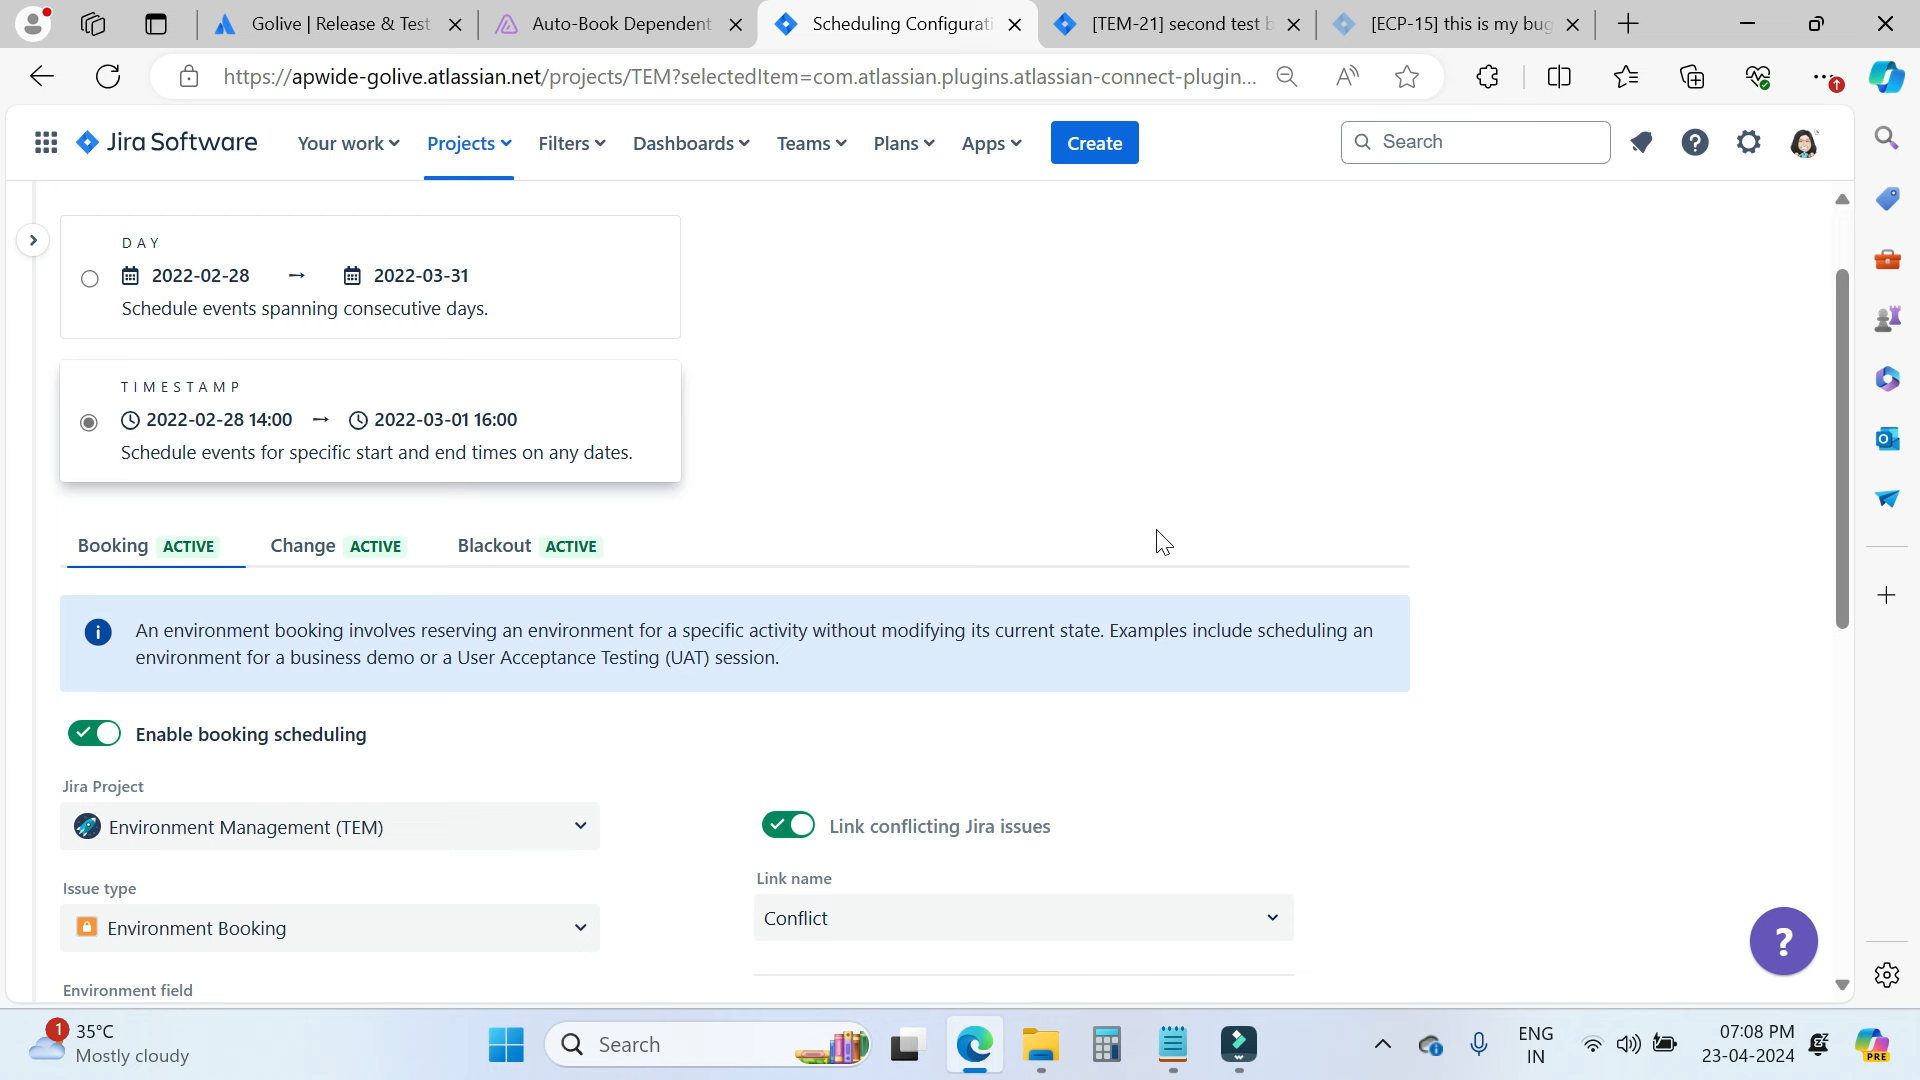 Golive | Release & Test
Auto-Book Dependent
Scheduling Configurati
[TEM-21] second test b
[ECP-15] this is my bug
https://apwide-golive.atlassian.net/projects/TEM?selectedItem=com.atlassian.plugins.atlassian-connect-plugin...
Jira Software
Your work
Projects
Filters
Dashboards
Teams
Plans
Apps
Create
Search
DAY
2022-02-28 → 2022-03-31
Schedule events spanning consecutive days.
TIMESTAMP
2022-02-28 14:00 → 2022-03-01 16:00
Schedule events for specific start and end times on any dates.
Booking ACTIVE
Change ACTIVE
Blackout ACTIVE
An environment booking involves reserving an environment for a specific activity without modifying its current state. Examples include scheduling an
environment for a business demo or a User Acceptance Testing (UAT) session.
Enable booking scheduling
Jira Project
Environment Management (TEM)
Link conflicting Jira issues
Issue type
Link name
Environment Booking
Conflict
Environment field
?
1
35°C
Mostly cloudy
Search
ENG
IN
07:08 PM
23-04-2024
PRE